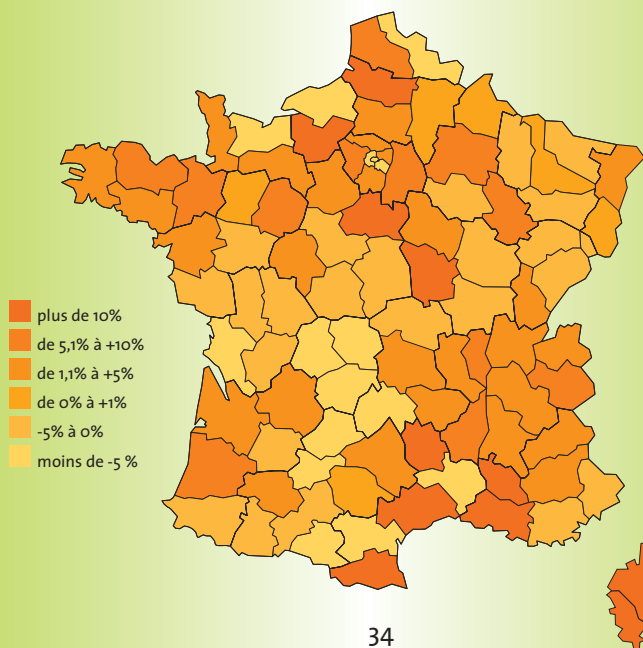 plus de 10%
de 5,1% à +10%
de 1,1% à +5%
de 0% à +1%
-5% à 0%
moins de -5 %
34